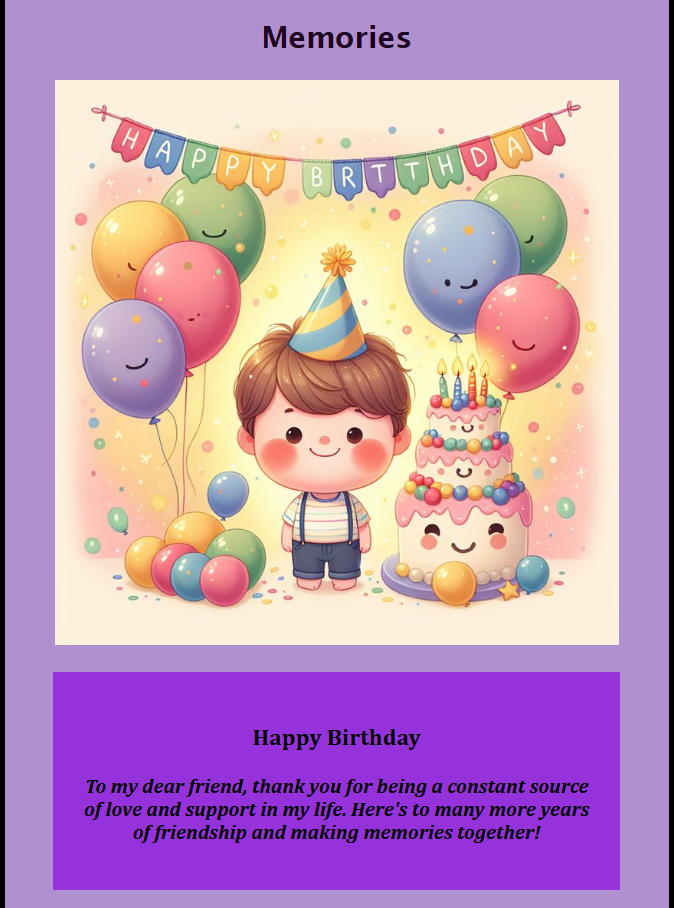 Memories
HAPPY BRTTHDAY
Happy Birthday
To my dear friend, thank you for being a constant source
of love and support in my life. Here's to many more years
of friendship and making memories together!